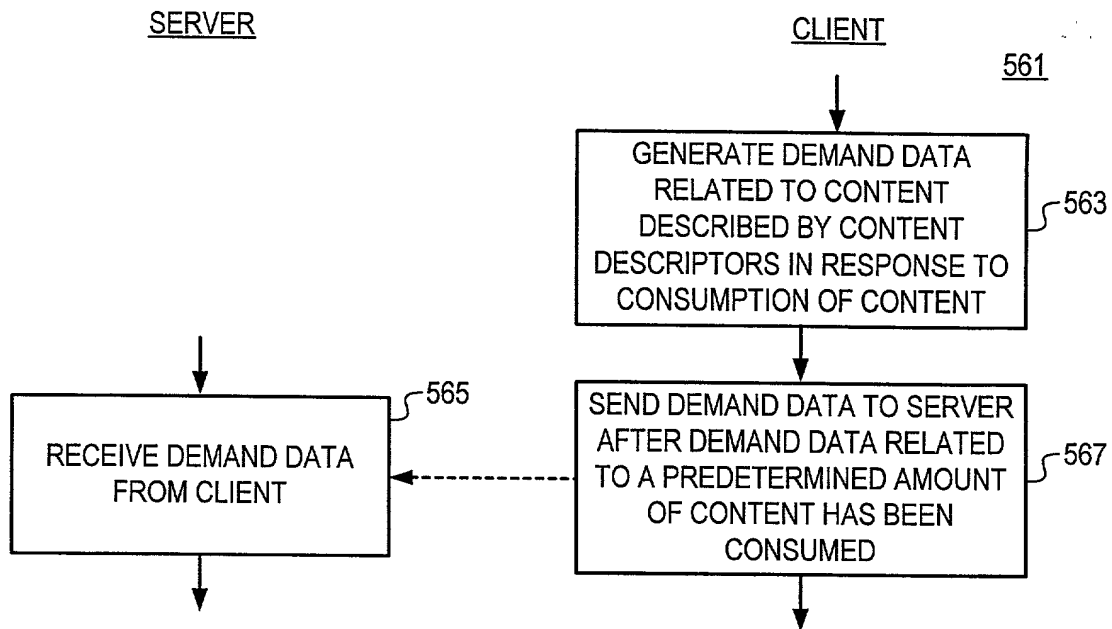 SERVER
CLIENT
561
GENERATE DEMAND DATA
RELATED TO CONTENT
DESCRIBED BY CONTENT
DESCRIPTORS IN RESPONSE TO
CONSUMPTION OF CONTENT
563
565
RECEIVE DEMAND DATA
FROM CLIENT
SEND DEMAND DATA TO SERVER
AFTER DEMAND DATA RELATED
TO A PREDETERMINED AMOUNT
OF CONTENT HAS BEEN
CONSUMED
567